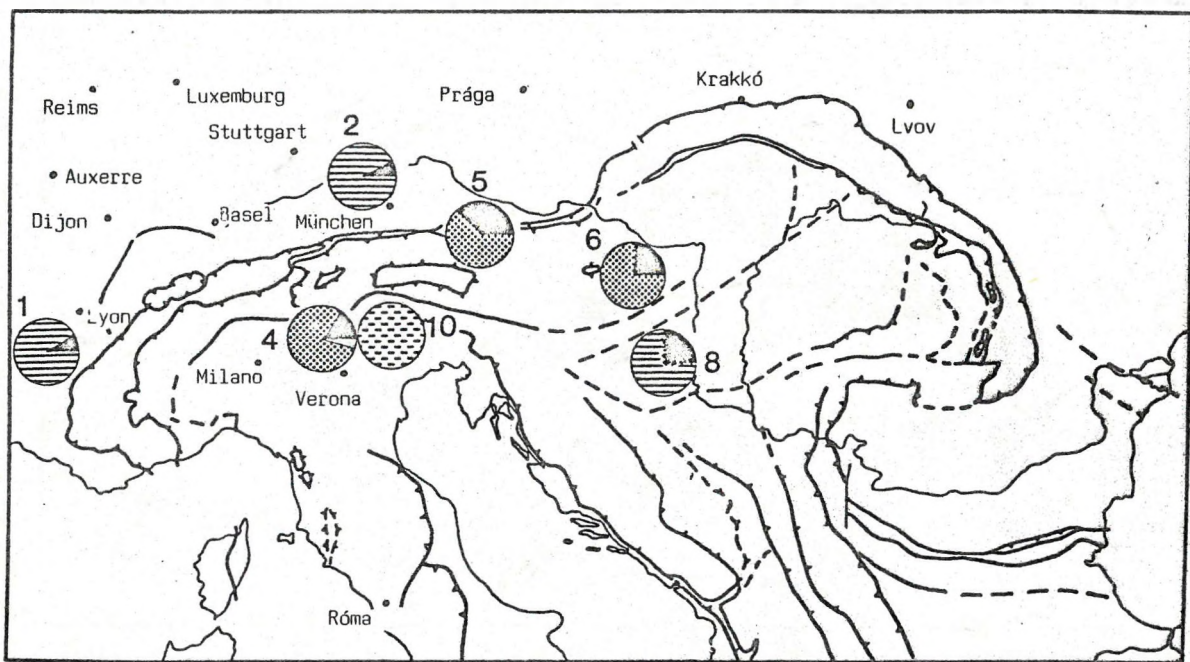 Krakkó
Reims
Luxemburg
Prága
Lvov
Stuttgart
2
Auxerre
5
Dijon
Basel
München
6
1
Lyon
4
10
8
Milano
Verona
Róma